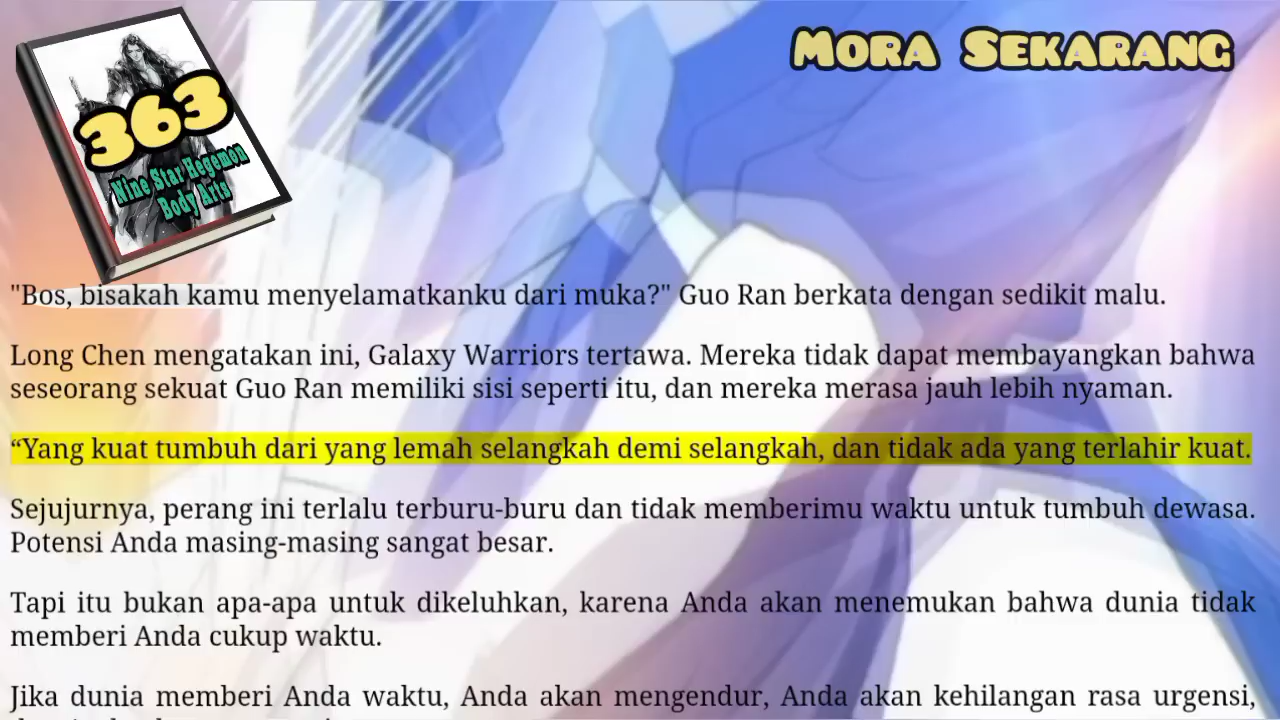 Mora Sekarang
363
Nine Star Hegemon
Body Arts
"Bos, bisakah kamu menyelamatkanku dari muka?" Guo Ran berkata dengan sedikit malu.
Long Chen mengatakan ini, Galaxy Warriors tertawa. Mereka tidak dapat membayangkan bahwa
seseorang sekuat Guo Ran memiliki sisi seperti itu, dan mereka merasa jauh lebih nyaman.
“Yang kuat tumbuh dari yang lemah selangkah demi selangkah, dan tidak ada yang terlahir kuat.
Sejujurnya, perang ini terlalu terburu-buru dan tidak memberimu waktu untuk tumbuh dewasa.
Potensi Anda masing-masing sangat besar.
Tapi itu bukan apa-apa untuk dikeluhkan, karena Anda akan menemukan bahwa dunia tidak
memberi Anda cukup waktu.
Jika dunia memberi Anda waktu, Anda akan mengendur, Anda akan kehilangan rasa urgensi,